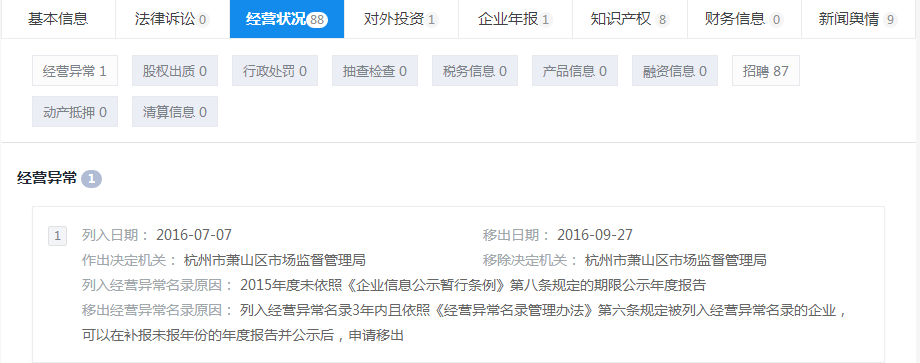 基本信息 法律诉讼 0 经营状况 88 对外投资 1 企业年报 1 知识产权 8 财务信息 0 新闻舆情 9
经营异常 1 股权出质 0 行政处罚 0 抽查检查 0 税务信息 0 产品信息 0 融资信息 0 招聘 87
动产抵押 0 清算信息 0
经营异常 1
1 列入日期： 2016-07-07 移出日期： 2016-09-27
作出决定机关： 杭州市萧山区市场监督管理局 移除决定机关： 杭州市萧山区市场监督管理局
列入经营异常名录原因： 2015年度未依照《企业信息公示暂行条例》第八条规定的期限公示年度报告
移出经营异常名录原因： 列入经营异常名录3年内且依照《经营异常名录管理办法》第六条规定被列入经营异常名录的企业，
可以在补报未报年份的年度报告并公示后，申请移出